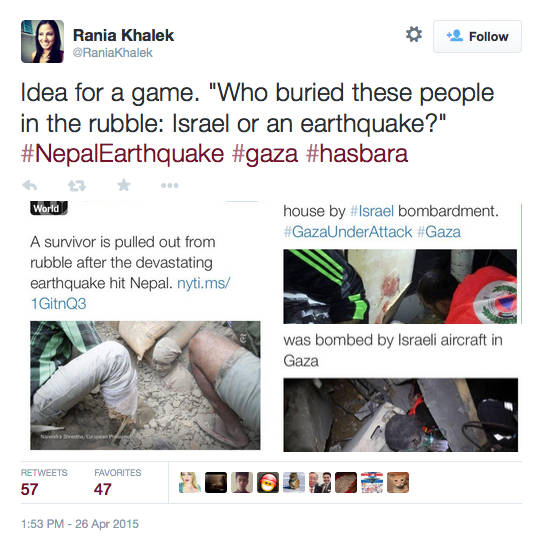 Rania Khalek
@RaniaKhalek
Follow
Idea for a game. "Who buried these people
in the rubble: Israel or an earthquake?"
#NepalEarthquake #gaza #hasbara
World
A survivor is pulled out from
rubble after the devastating
earthquake hit Nepal. nyti.ms/
1GitnQ3
Narendra Shrestha/European Pressphoto
house by #Israel bombardment.
#GazaUnderAttack #Gaza
was bombed by Israeli aircraft in
Gaza
RETWEETS
57
FAVORITES
47
1:53 PM - 26 Apr 2015